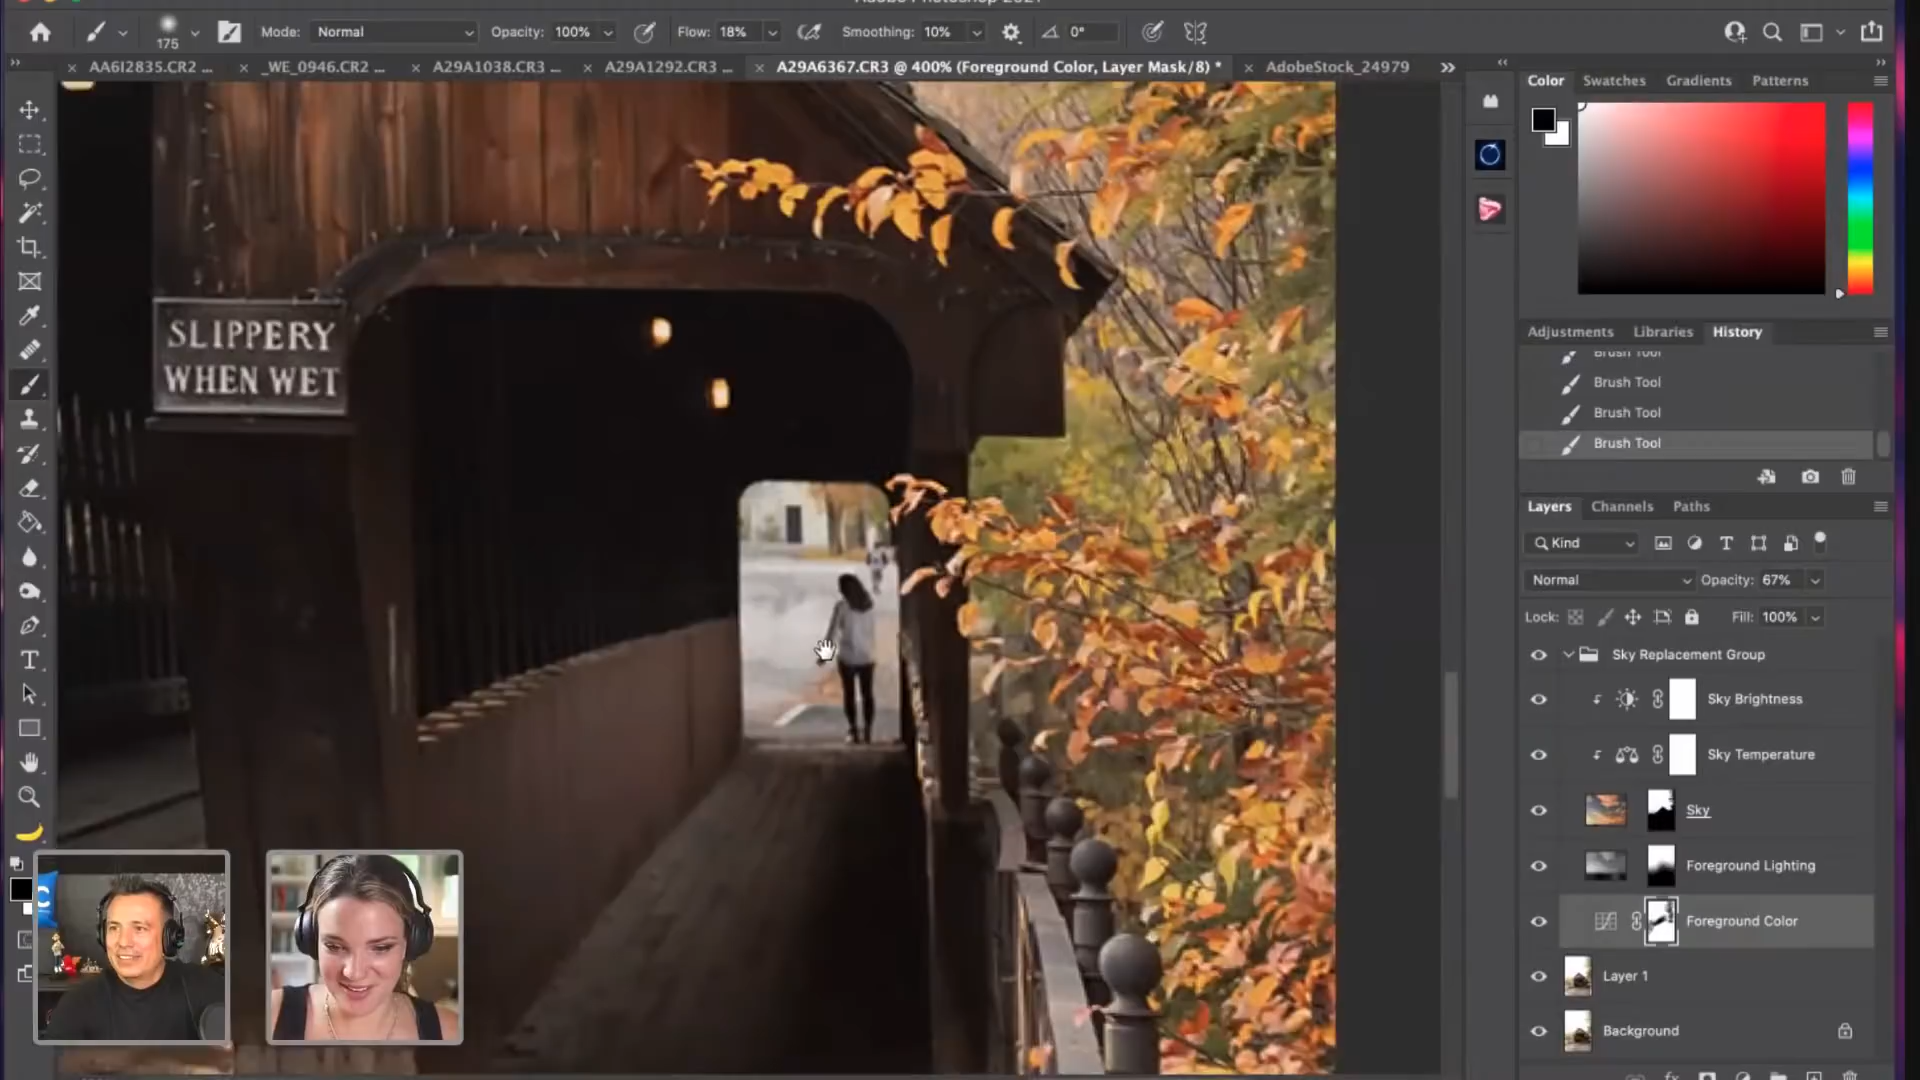 175
Mode:
Normal
Opacity: 100%
Flow: 18%
Smoothing: 10%
0°
AA6I2835.CR2 ...
_WE_0946.CR2 ...
A29A1038.CR3 ...
A29A1292.CR3 ...
A29A6367.CR3 @ 400% (Foreground Color, Layer Mask/8) *
AdobeStock_24979
Color
Swatches
Gradients
Patterns
SLIPPERY
WHEN WET
Adjustments
Libraries
History
Brush Tool
Brush Tool
Brush Tool
Brush Tool
Layers
Channels
Paths
Kind
Normal
Opacity: 67%
Lock:
Fill: 100%
Sky Replacement Group
Sky Brightness
Sky Temperature
Sky
Foreground Lighting
Foreground Color
Layer 1
Background